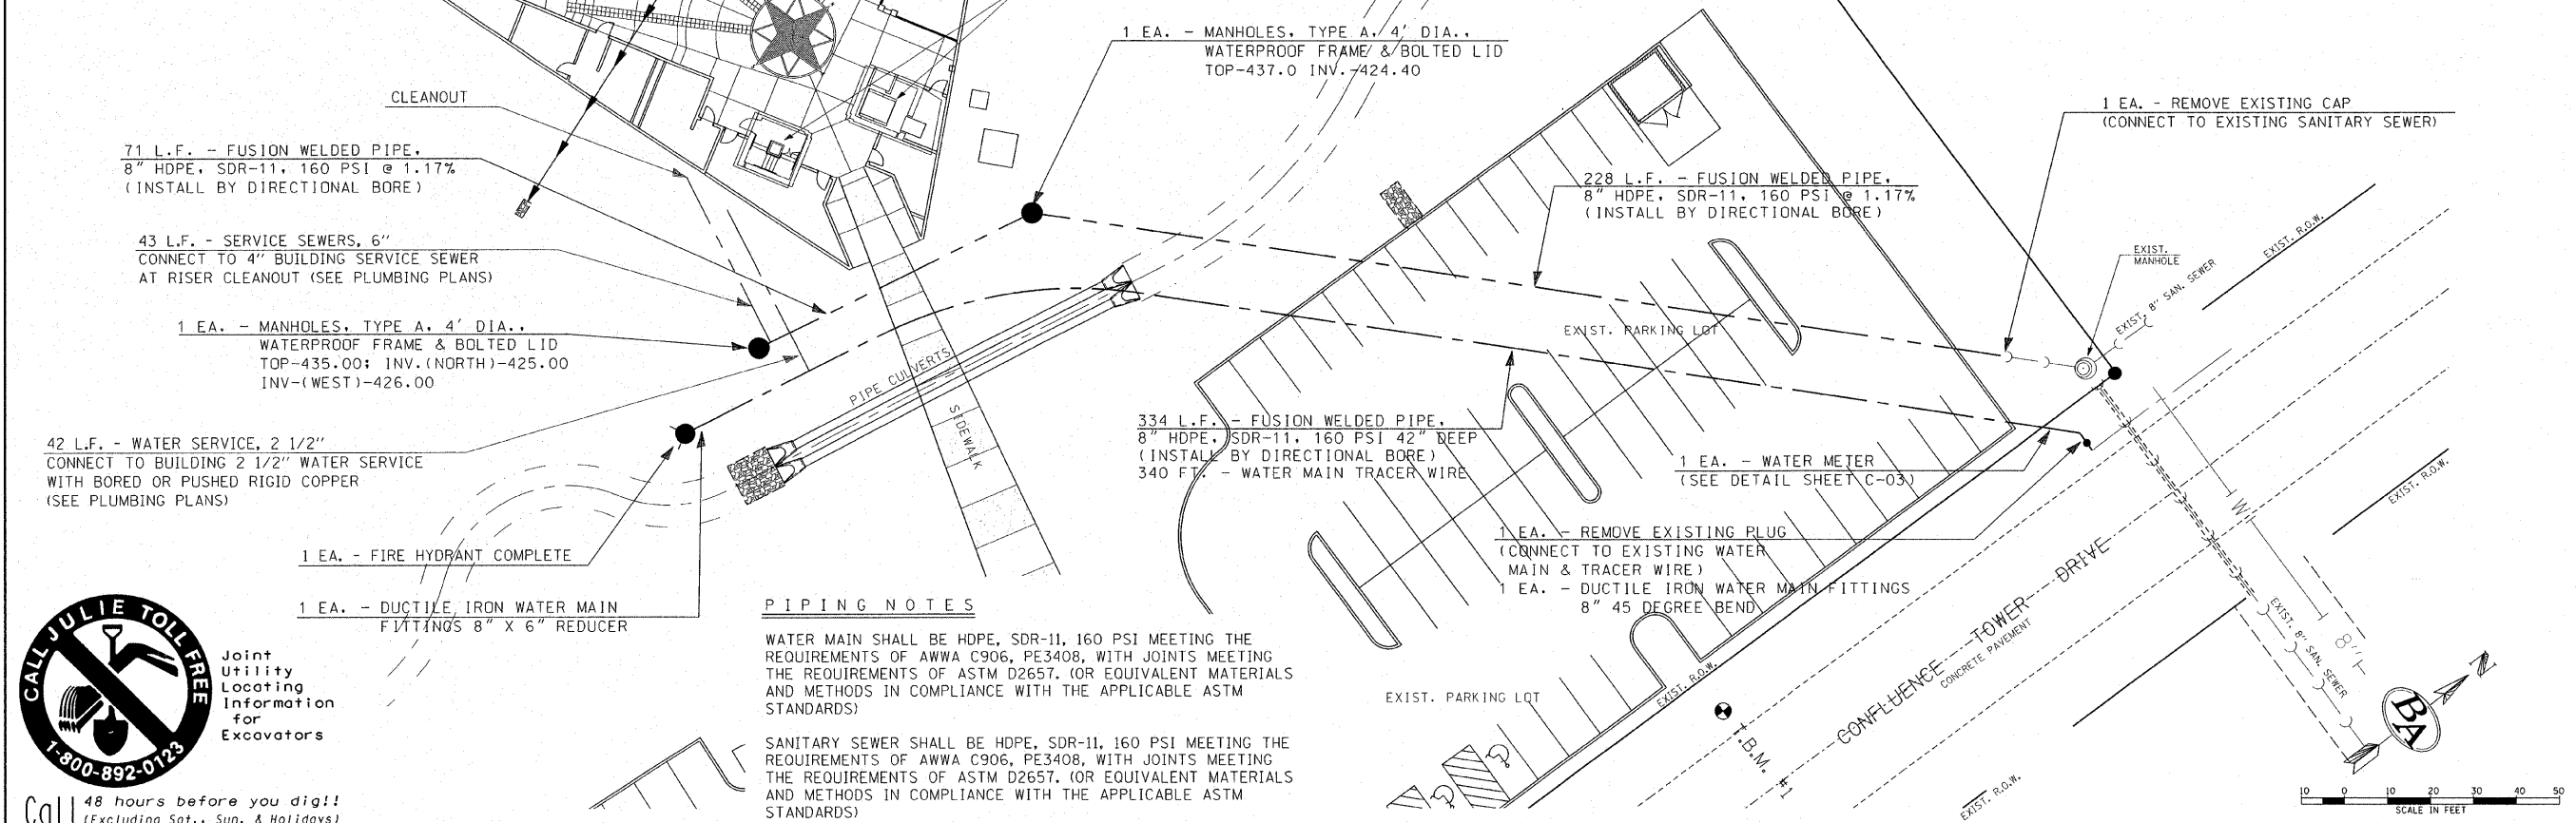 1 EA. - MANHOLES, TYPE A, 4' DIA.,
WATERPROOF FRAME & BOLTED LID
TOP-437.0 INV.-424.40
CLEANOUT
1 EA. - REMOVE EXISTING CAP
(CONNECT TO EXISTING SANITARY SEWER)
71 L.F. - FUSION WELDED PIPE,
8" HDPE, SDR-11, 160 PSI @ 1.17%
(INSTALL BY DIRECTIONAL BORE)
228 L.F. - FUSION WELDED PIPE,
8" HDPE, SDR-11, 160 PSI @ 1.17%
(INSTALL BY DIRECTIONAL BORE)
43 L.F. - SERVICE SEWERS, 6"
CONNECT TO 4" BUILDING SERVICE SEWER
AT RISER CLEANOUT (SEE PLUMBING PLANS)
EXIST.
MANHOLE
EXIST. 8" SAN. SEWER
EXIST. R.O.W.
1 EA. - MANHOLES, TYPE A, 4' DIA.,
WATERPROOF FRAME & BOLTED LID
TOP-435.00; INV.(NORTH)-425.00
INV-(WEST)-426.00
EXIST. PARKING LOT
PIPE CULVERTS
SIDEWALK
334 L.F. - FUSION WELDED PIPE,
8" HDPE, SDR-11, 160 PSI 42" DEEP
(INSTALL BY DIRECTIONAL BORE)
340 FT. - WATER MAIN TRACER WIRE
42 L.F. - WATER SERVICE, 2 1/2"
CONNECT TO BUILDING 2 1/2" WATER SERVICE
WITH BORED OR PUSHED RIGID COPPER
(SEE PLUMBING PLANS)
1 EA. - WATER METER
(SEE DETAIL SHEET C-03)
EXIST. R.O.W.
W
8"
1 EA. - REMOVE EXISTING PLUG
(CONNECT TO EXISTING WATER
MAIN & TRACER WIRE)
1 EA. - DUCTILE IRON WATER MAIN FITTINGS
8" 45 DEGREE BEND
1 EA. - FIRE HYDRANT COMPLETE
1 EA. - DUCTILE IRON WATER MAIN
FITTINGS 8" X 6" REDUCER
CONFLUENCE TOWER DRIVE
CONCRETE PAVEMENT
EXIST. 8" SAN. SEWER
PIPING NOTES
WATER MAIN SHALL BE HDPE, SDR-11, 160 PSI MEETING THE
REQUIREMENTS OF AWWA C906, PE3408, WITH JOINTS MEETING
THE REQUIREMENTS OF ASTM D2657. (OR EQUIVALENT MATERIALS
AND METHODS IN COMPLIANCE WITH THE APPLICABLE ASTM
STANDARDS)
SANITARY SEWER SHALL BE HDPE, SDR-11, 160 PSI MEETING THE
REQUIREMENTS OF AWWA C906, PE3408, WITH JOINTS MEETING
THE REQUIREMENTS OF ASTM D2657. (OR EQUIVALENT MATERIALS
AND METHODS IN COMPLIANCE WITH THE APPLICABLE ASTM
STANDARDS)
EXIST. PARKING LOT
EXIST. R.O.W.
T.B.M. #1
EXIST. R.O.W.
N
BA
10 0 10 20 30 40 50
SCALE IN FEET
CALL JULIE TOLL FREE
1-800-892-0123
Joint
Utility
Locating
Information
for
Excavators
Call
48 hours before you dig!!
(Excluding Sat., Sun. & Holidays)